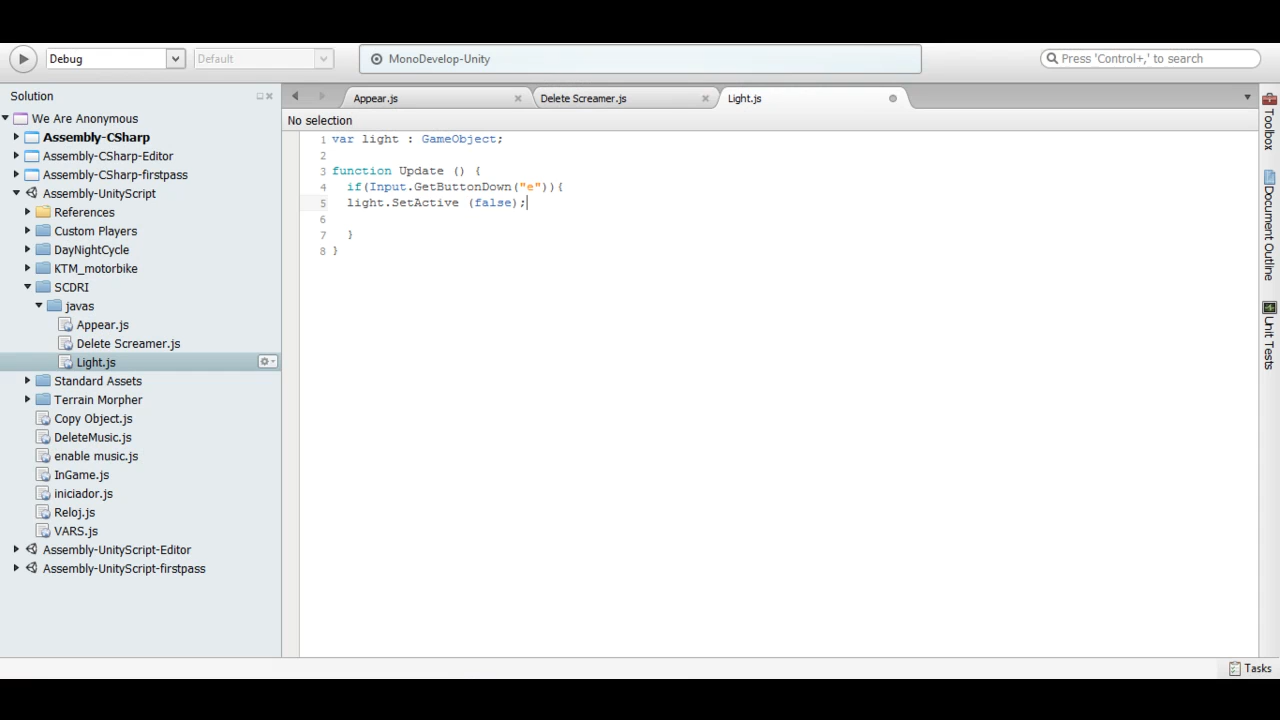 Debug
Default
MonoDevelop-Unity
Press 'Control+,' to search
Solution
We Are Anonymous
Assembly-CSharp
Assembly-CSharp-Editor
Assembly-CSharp-firstpass
Assembly-UnityScript
References
Custom Players
DayNightCycle
KTM_motorbike
SCDRI
javas
Appear.js
Delete Screamer.js
Light.js
Standard Assets
Terrain Morpher
Copy Object.js
DeleteMusic.js
enable music.js
InGame.js
iniciador.js
Reloj.js
VARS.js
Assembly-UnityScript-Editor
Assembly-UnityScript-firstpass
Appear.js
Delete Screamer.js
Light.js
No selection
1 var light : GameObject;
2
3 function Update () {
4 if(Input.GetButtonDown("e")){
5 light.SetActive (false);
6
7 }
8 }
Toolbox
Document Outline
Unit Tests
Tasks